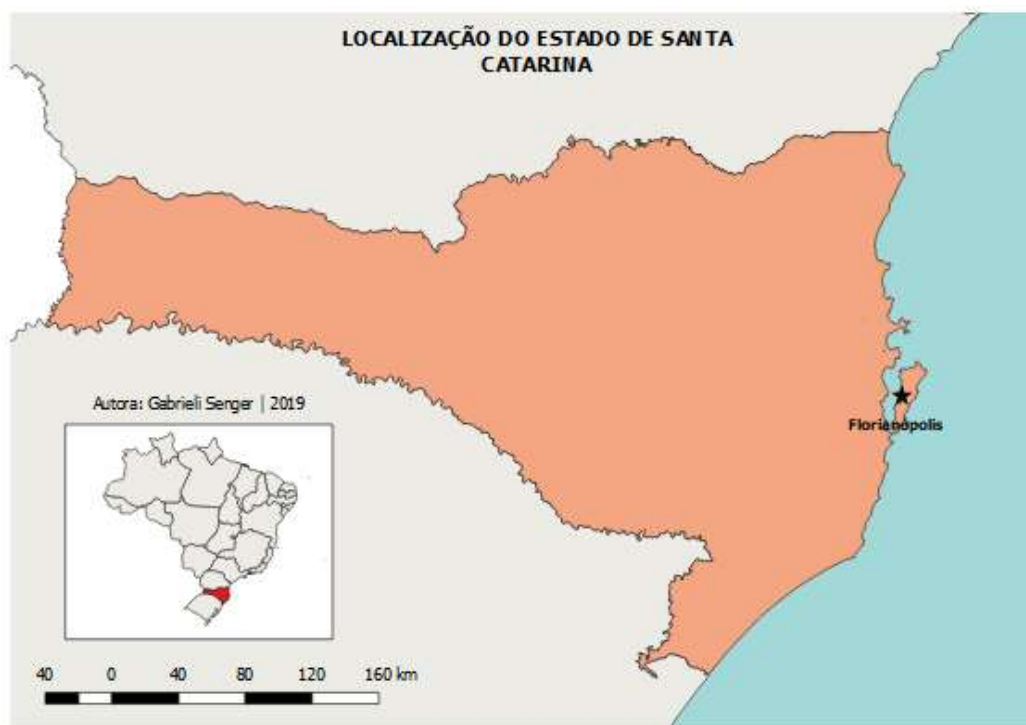 LOCALIZAÇÃO DO ESTADO DE SANTA
CATARINA
Florianópolis
Autora: Gabrieli Senger | 2019
40 0 40 80 120 160 km